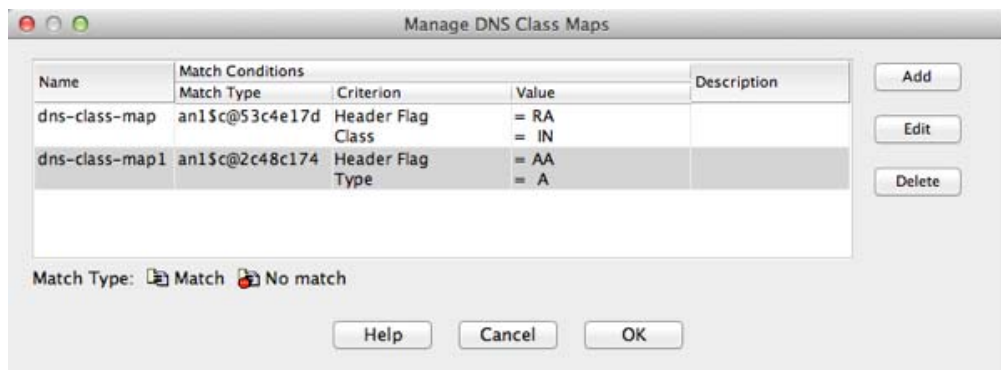 Manage DNS Class Maps
Name
Match Conditions
Match Type Criterion Value
Description
dns-class-map an1$c@53c4e17d Header Flag = RA
Class = IN
dns-class-map1 an1$c@2c48c174 Header Flag = AA
Type = A
Add
Edit
Delete
Match Type: Match No match
Help Cancel OK